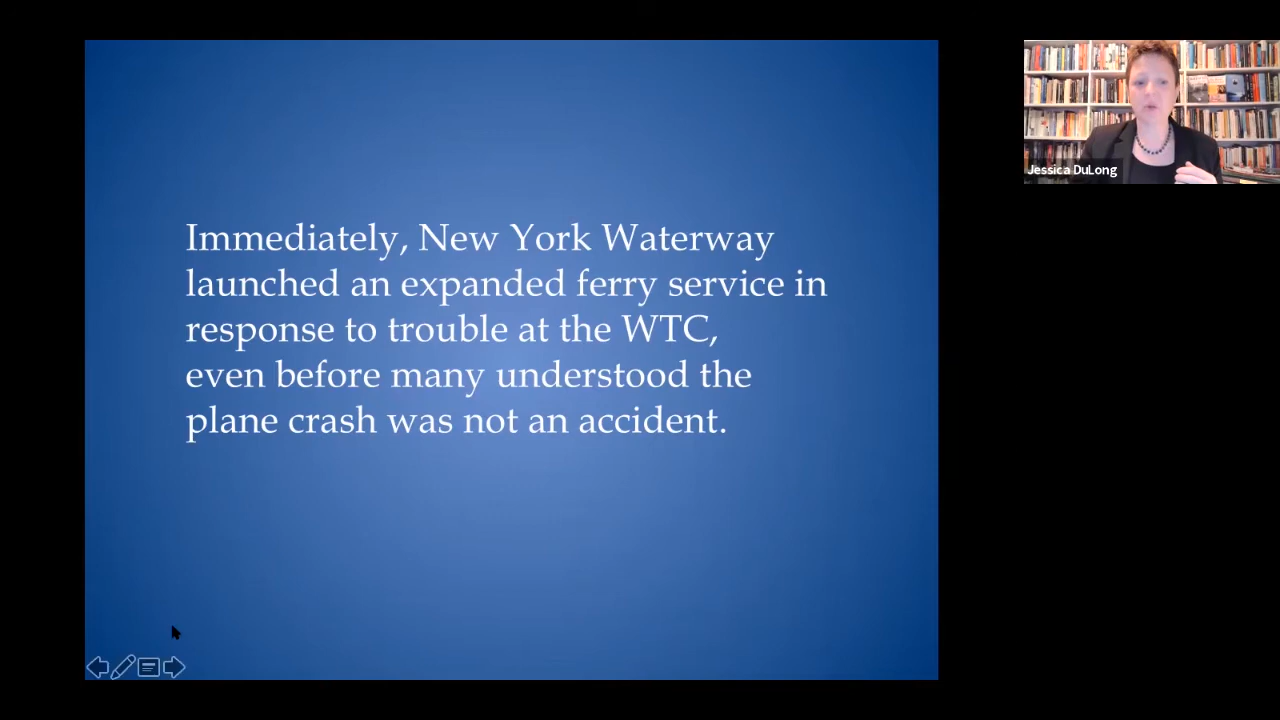 Immediately, New York Waterway
launched an expanded ferry service in
response to trouble at the WTC,
even before many understood the
plane crash was not an accident.
Jessica DuLong